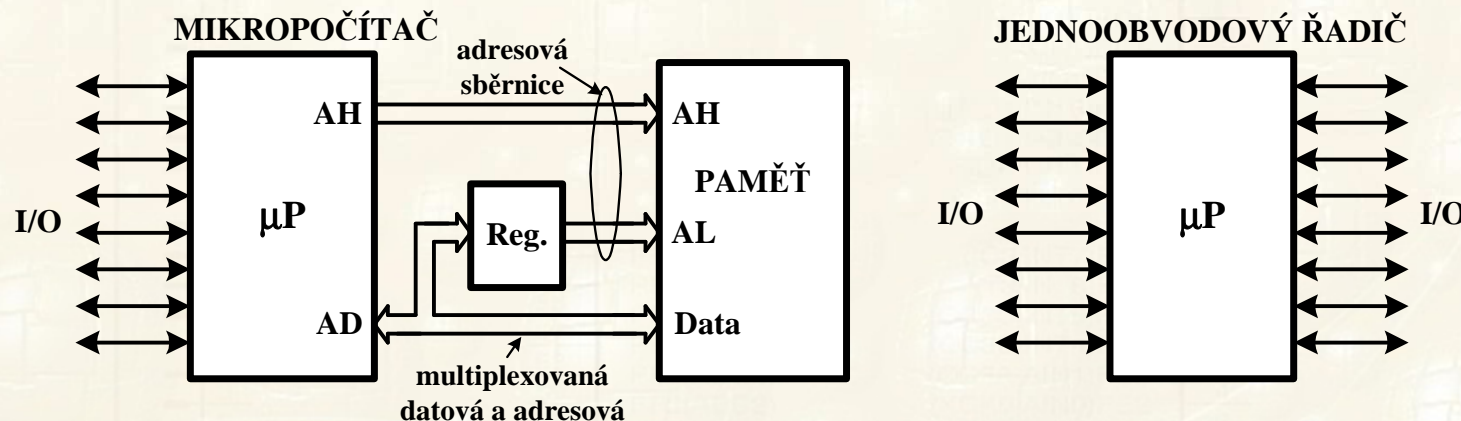 MIKROPOČÍTAČ
adresová
sběrnice
AH
AH
PAMĚŤ
I/O
μP
Reg.
AL
AD
Data
multiplexovaná
datová a adresová
JEDNOOBVODOVÝ ŘADIČ
I/O
μP
I/O